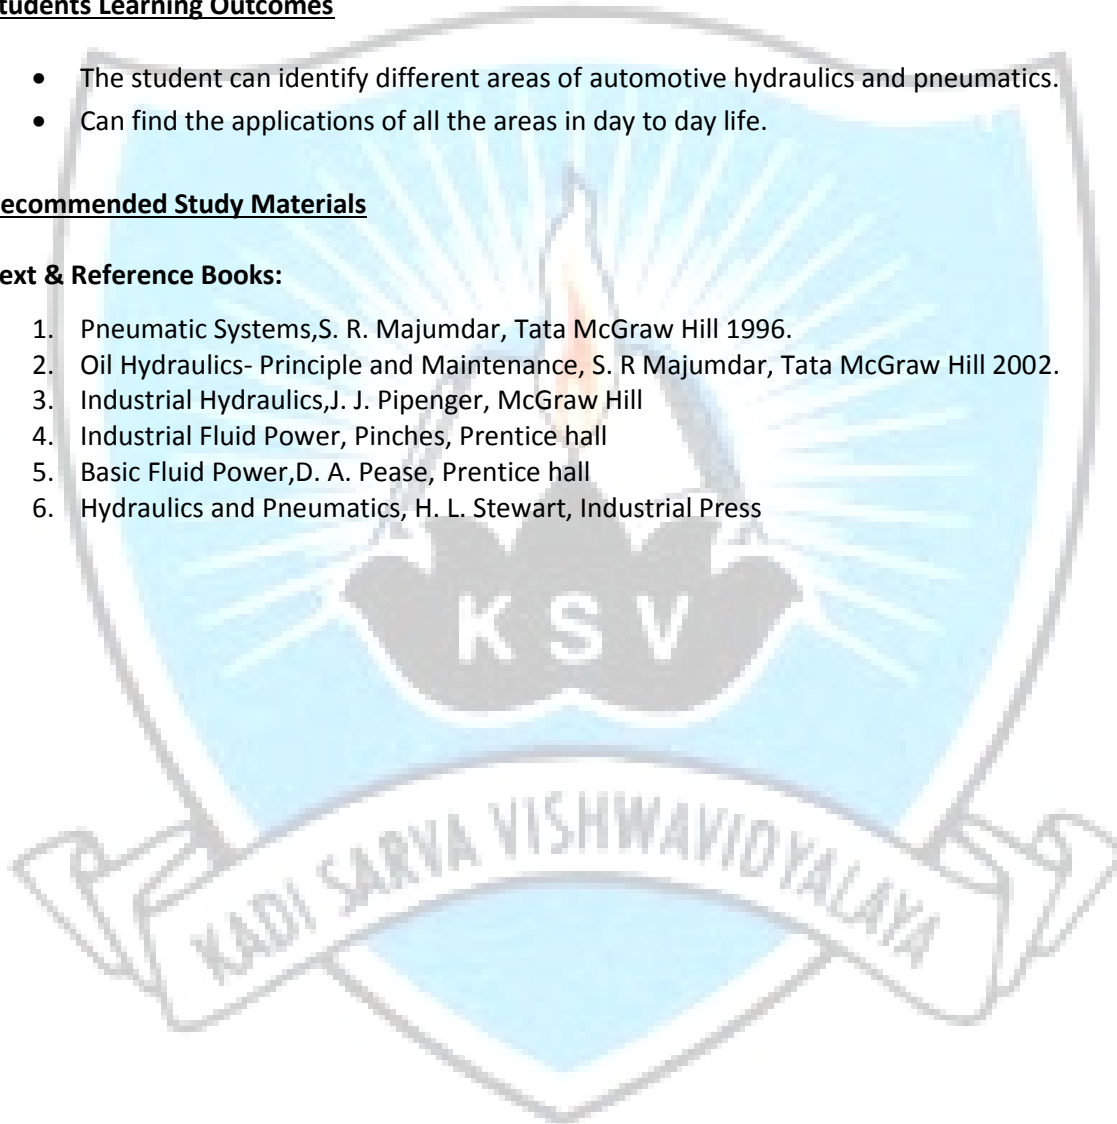 tudents Learning Outcomes
• The student can identify different areas of automotive hydraulics and pneumatics.
• Can find the applications of all the areas in day to day life.
ecommended Study Materials
ext & Reference Books:
1. Pneumatic Systems,S. R. Majumdar, Tata McGraw Hill 1996.
2. Oil Hydraulics- Principle and Maintenance, S. R Majumdar, Tata McGraw Hill 2002.
3. Industrial Hydraulics,J. J. Pipenger, McGraw Hill
4. Industrial Fluid Power, Pinches, Prentice hall
5. Basic Fluid Power,D. A. Pease, Prentice hall
6. Hydraulics and Pneumatics, H. L. Stewart, Industrial Press
K S V
KADI SARVA VISHWAVIDYALAYA